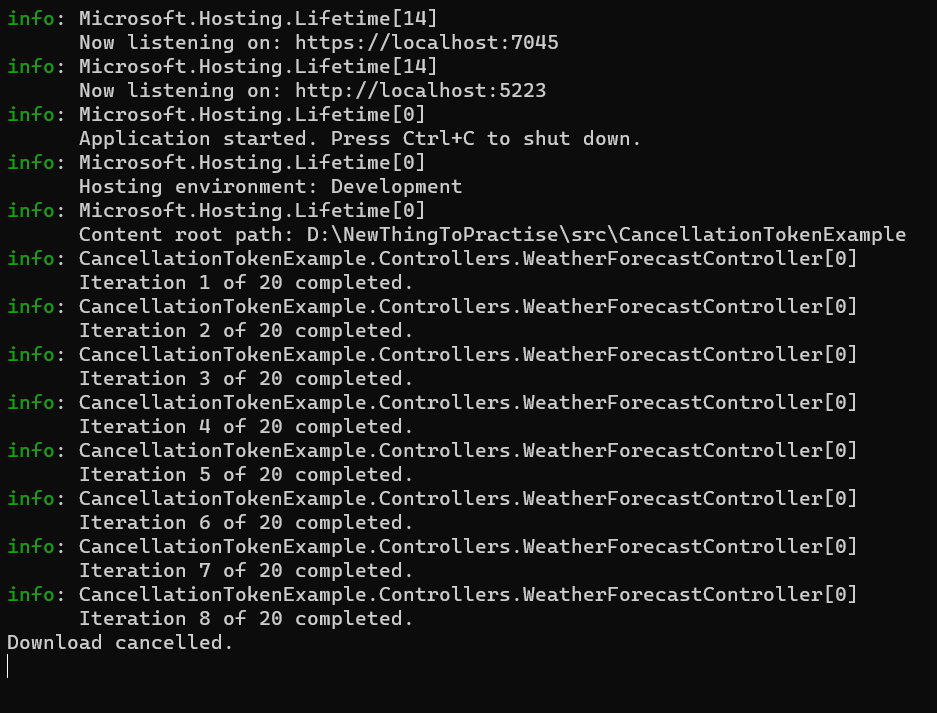 info: Microsoft.Hosting.Lifetime[14]
Now listening on: https://localhost:7045
info: Microsoft.Hosting.Lifetime[14]
Now listening on: http://localhost:5223
info: Microsoft.Hosting.Lifetime[0]
Application started. Press Ctrl+C to shut down.
info: Microsoft.Hosting.Lifetime[0]
Hosting environment: Development
info: Microsoft.Hosting.Lifetime[0]
Content root path: D:\NewThingToPractise\src\CancellationTokenExample
info: CancellationTokenExample.Controllers.WeatherForecastController[0]
Iteration 1 of 20 completed.
info: CancellationTokenExample.Controllers.WeatherForecastController[0]
Iteration 2 of 20 completed.
info: CancellationTokenExample.Controllers.WeatherForecastController[0]
Iteration 3 of 20 completed.
info: CancellationTokenExample.Controllers.WeatherForecastController[0]
Iteration 4 of 20 completed.
info: CancellationTokenExample.Controllers.WeatherForecastController[0]
Iteration 5 of 20 completed.
info: CancellationTokenExample.Controllers.WeatherForecastController[0]
Iteration 6 of 20 completed.
info: CancellationTokenExample.Controllers.WeatherForecastController[0]
Iteration 7 of 20 completed.
info: CancellationTokenExample.Controllers.WeatherForecastController[0]
Iteration 8 of 20 completed.
Download cancelled.